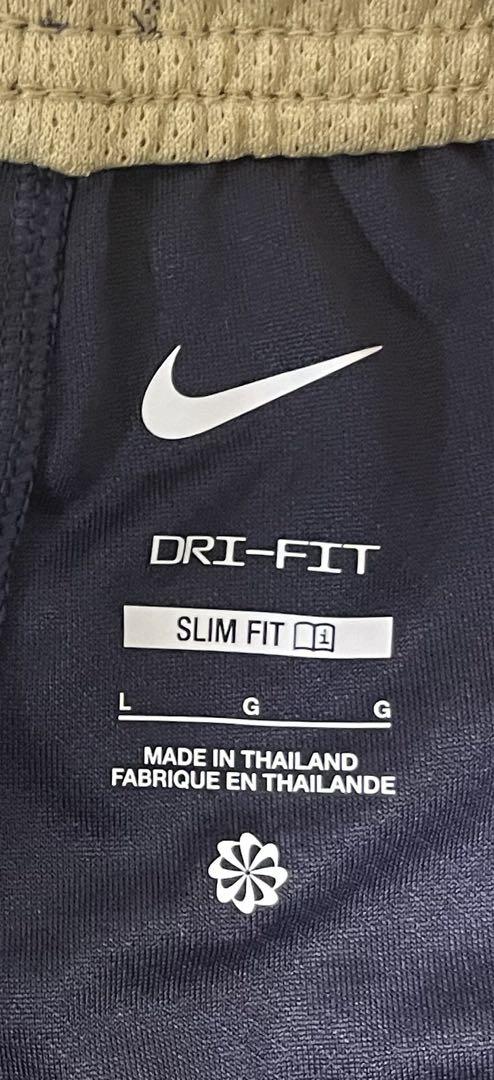 DRI-FIT
SLIM FIT
L G G
MADE IN THAILAND
FABRIQUE EN THAILANDE